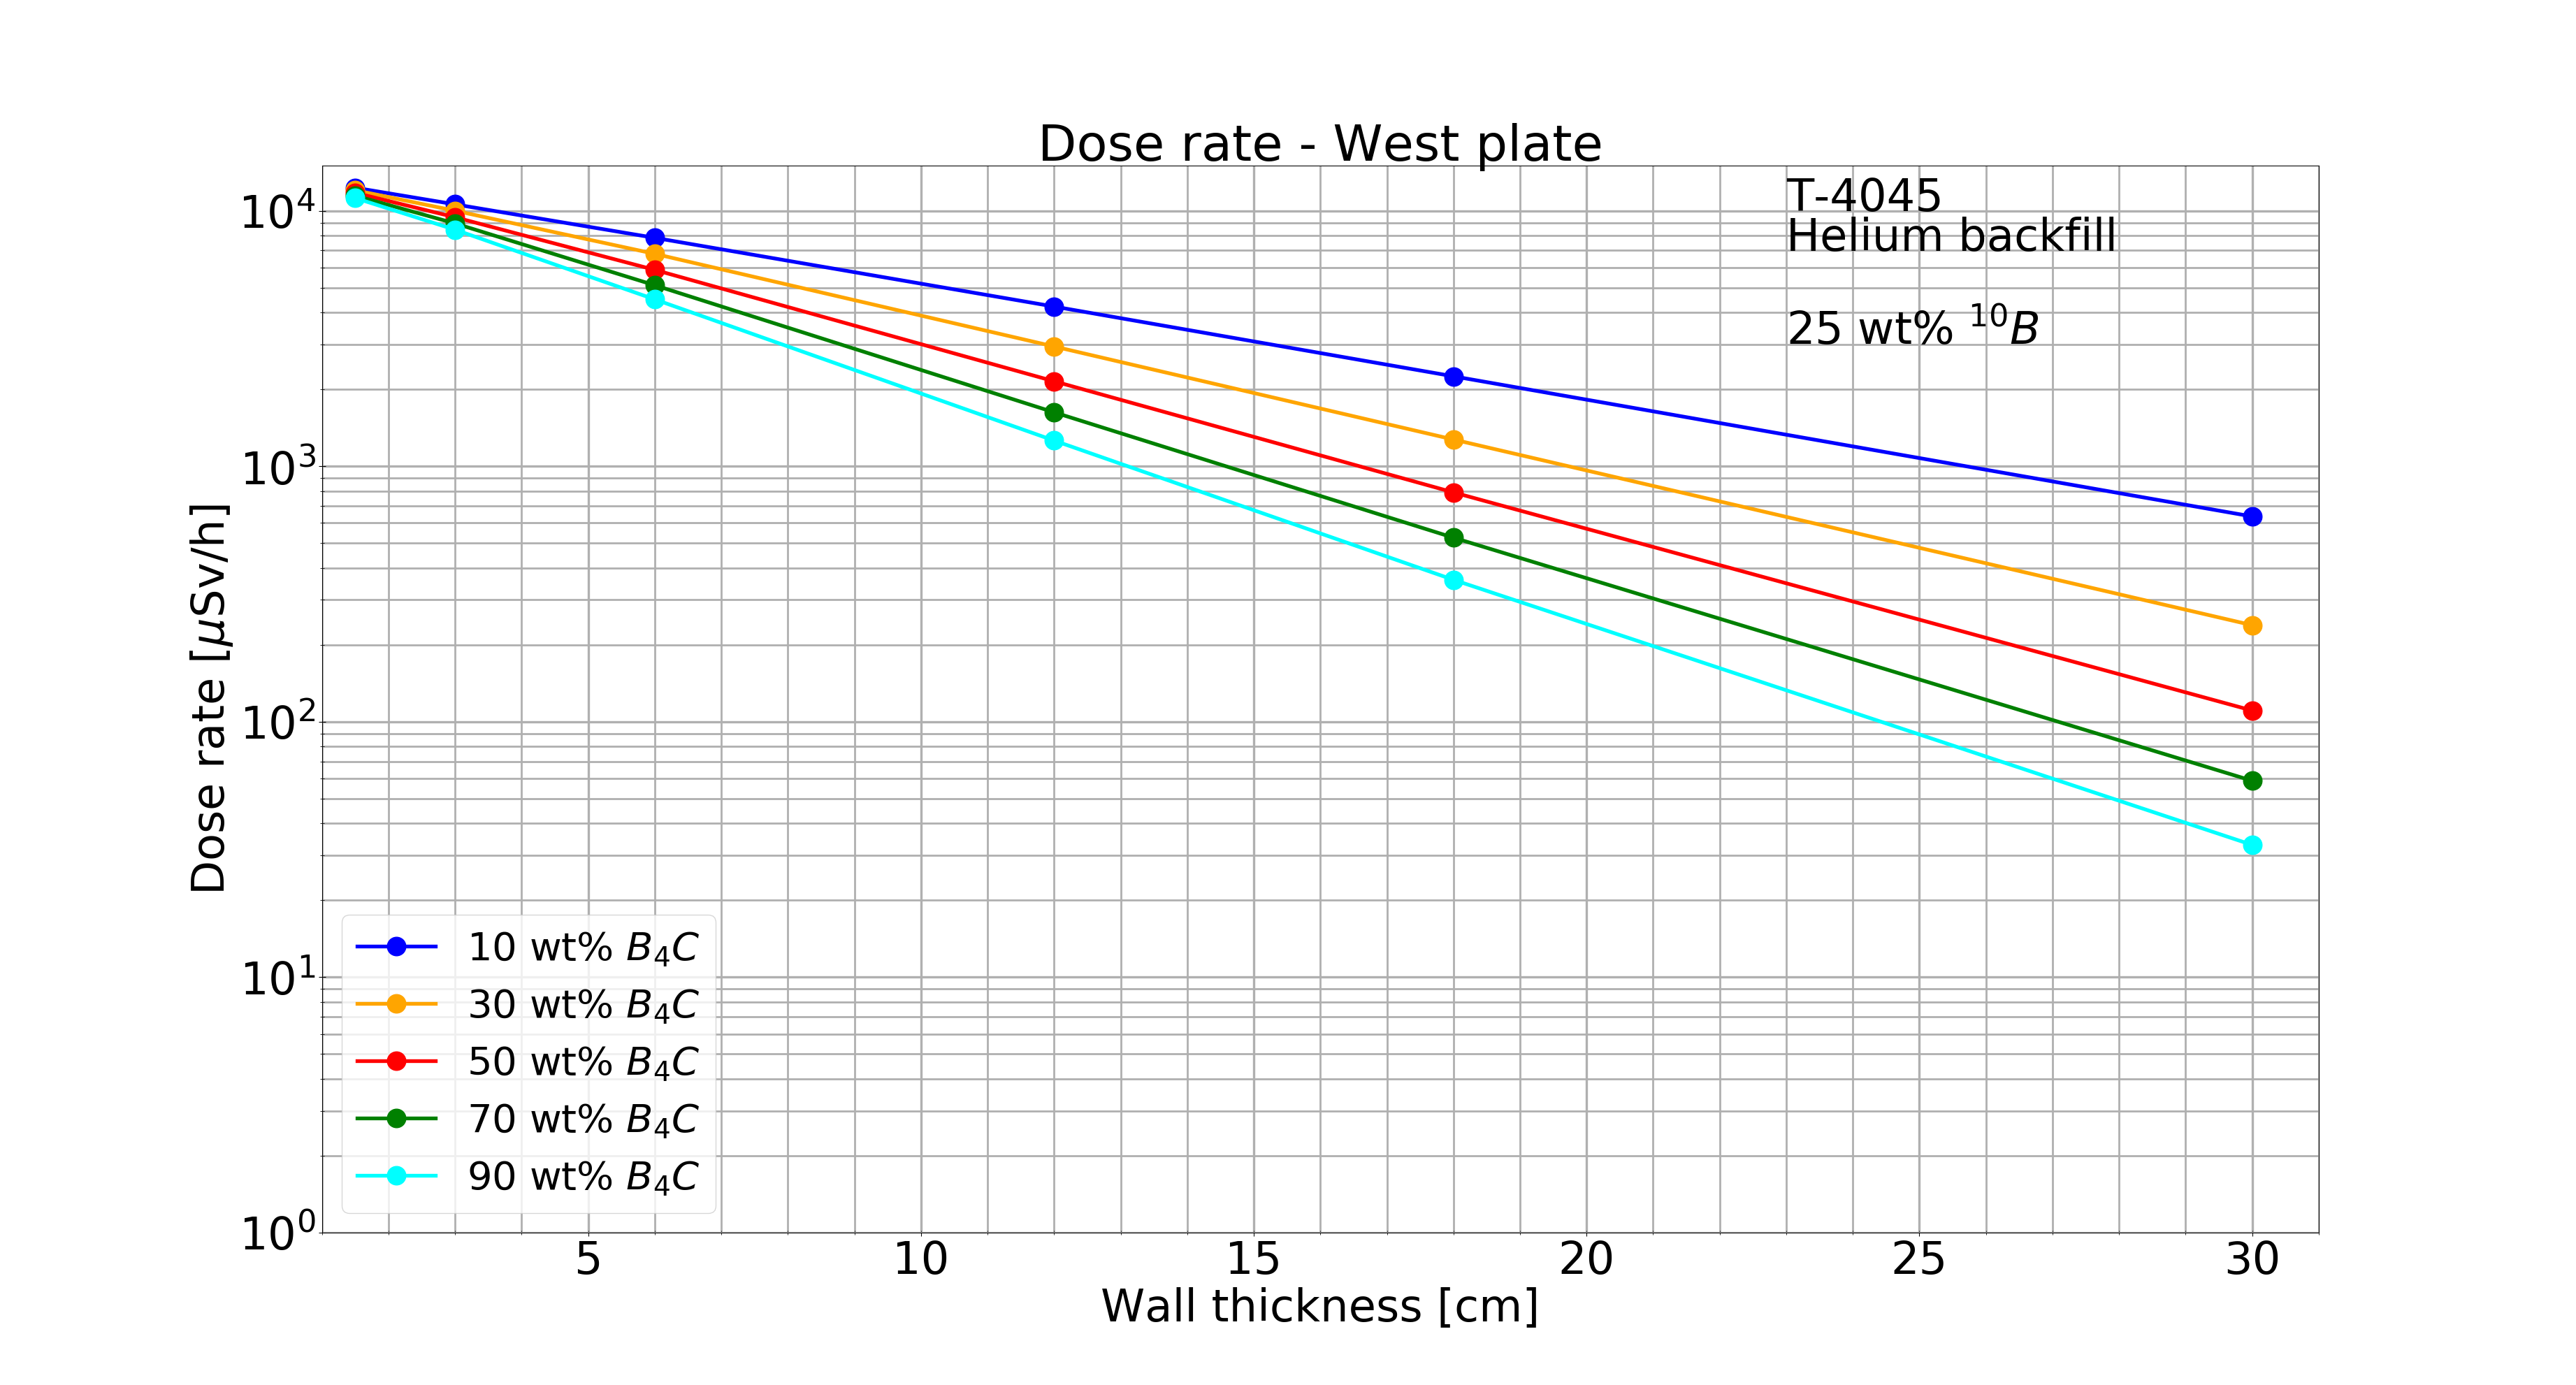 Dose rate - West plate
T-4045
Helium backfill
25 wt% ¹⁰B
Dose rate [μSv/h]
10⁴
10³
10²
10¹
10⁰
10 wt% B₄C
30 wt% B₄C
50 wt% B₄C
70 wt% B₄C
90 wt% B₄C
5 10 15 20 25 30
Wall thickness [cm]